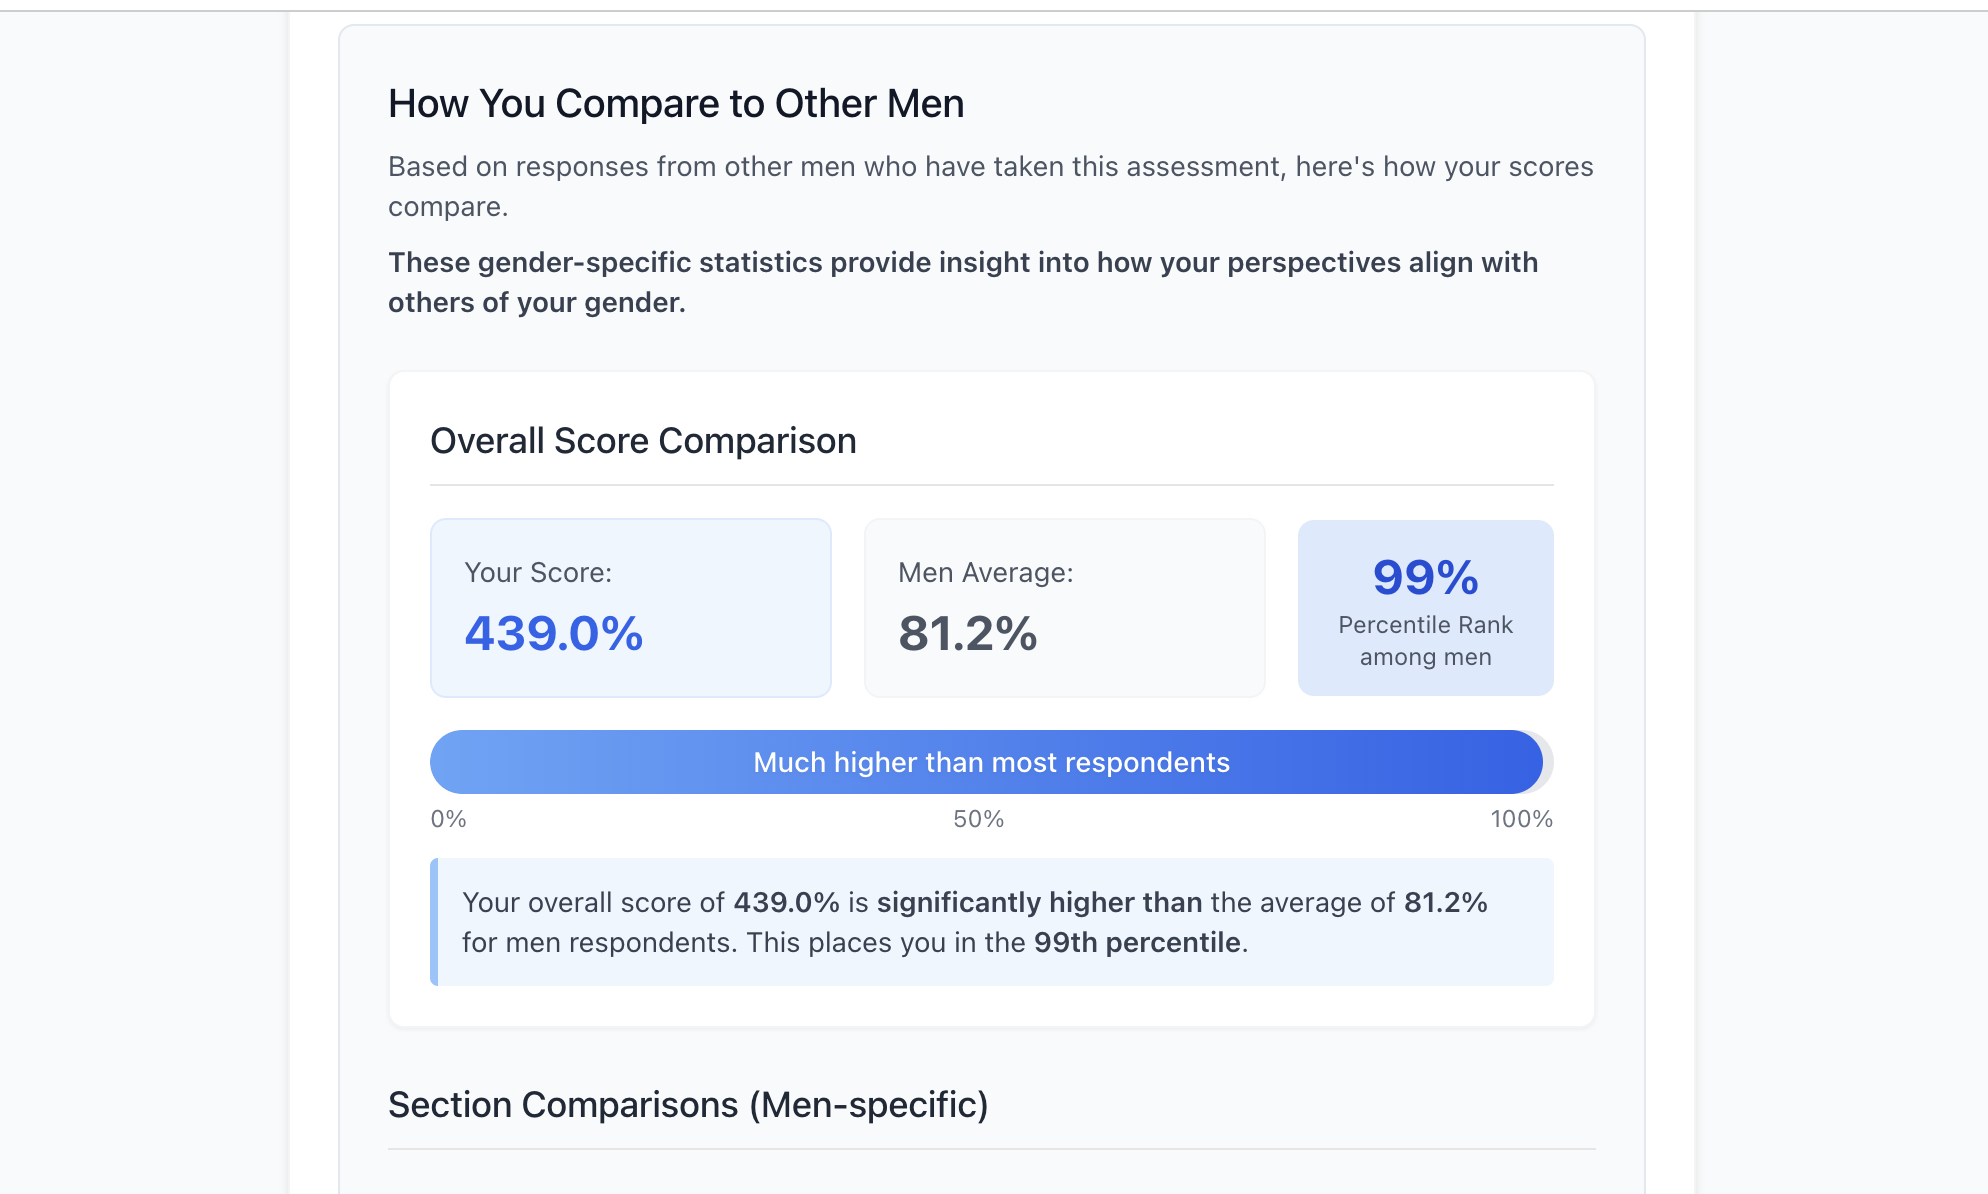 How You Compare to Other Men
Based on responses from other men who have taken this assessment, here's how your scores
compare.
These gender-specific statistics provide insight into how your perspectives align with
others of your gender.
Overall Score Comparison
Your Score:
439.0%
Men Average:
81.2%
99%
Percentile Rank
among men
Much higher than most respondents
0%
50%
100%
Your overall score of 439.0% is significantly higher than the average of 81.2%
for men respondents. This places you in the 99th percentile.
Section Comparisons (Men-specific)